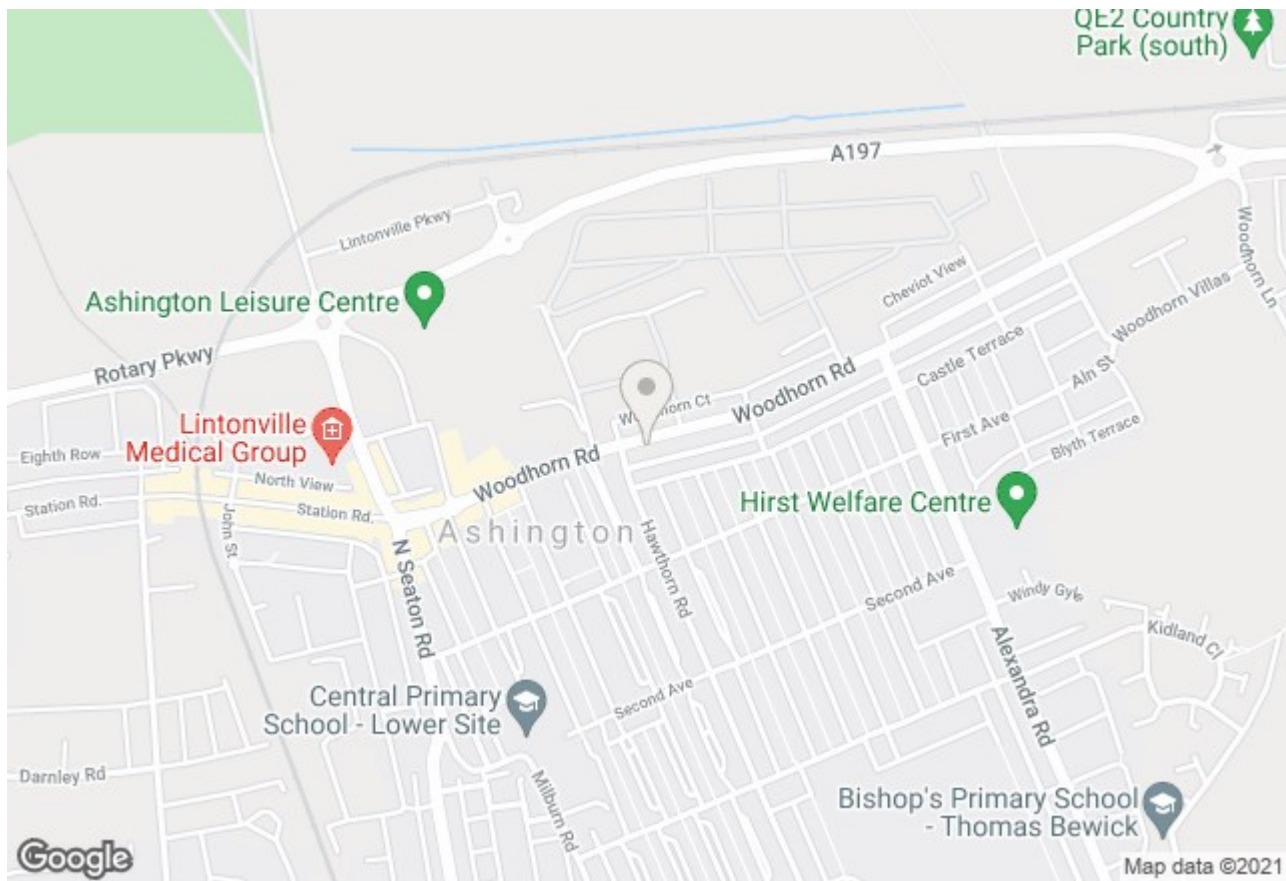 QE2 Country
Park (south)
A197
Lintonville Pkwy
Woodhorn Ln
Cheviot View
Woodhorn Villas
Ashington Leisure Centre
Rotary Pkwy
Castle Terrace
Aln St
Woodhorn Rd
First Ave
Lintonville
Medical Group
Blyth Terrace
Eighth Row
Woodhorn Rd
North View
Station Rd.
Station Rd.
Hirst Welfare Centre
John St
Ashington
N Seaton Rd
Hawthorn Rd
Second Ave
Windy Gyle
Alexandra Rd
Kidland Cl
Second Ave
Central Primary
School - Lower Site
Darnley Rd
Milburn Rd
Bishop's Primary School
- Thomas Bewick
Google
Map data ©2021